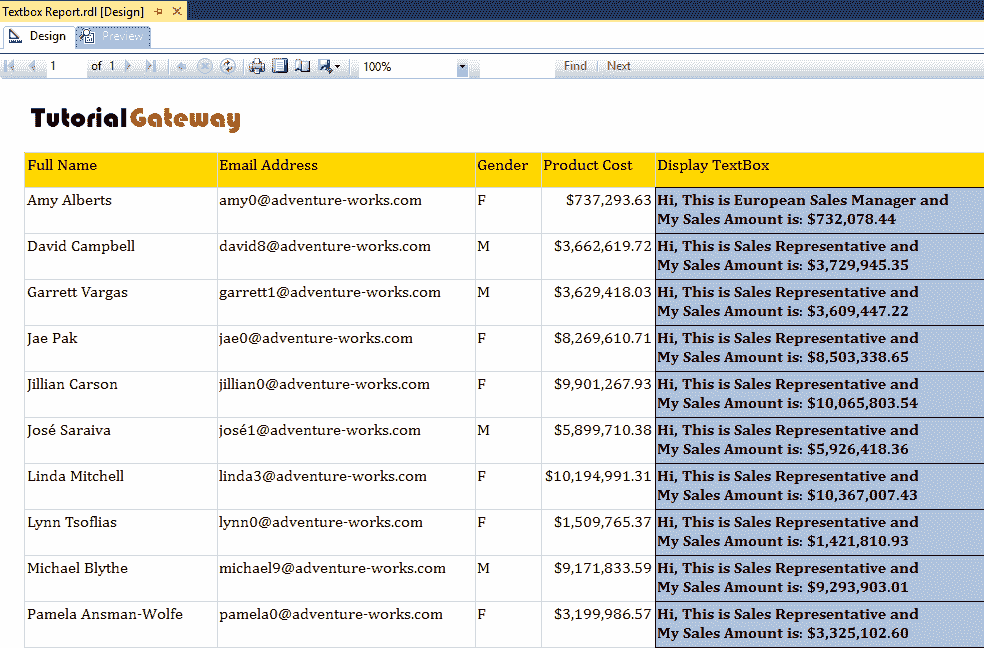 Textbox Report.rdl [Design]
Design Preview
1 of 1 100% Find Next
TutorialGateway
Full Name Email Address Gender Product Cost Display TextBox
Amy Alberts amy0@adventure-works.com F $737,293.63 Hi, This is European Sales Manager and
My Sales Amount is: $732,078.44
David Campbell david8@adventure-works.com M $3,662,619.72 Hi, This is Sales Representative and
My Sales Amount is: $3,729,945.35
Garrett Vargas garrett1@adventure-works.com M $3,629,418.03 Hi, This is Sales Representative and
My Sales Amount is: $3,609,447.22
Jae Pak jae0@adventure-works.com F $8,269,610.71 Hi, This is Sales Representative and
My Sales Amount is: $8,503,338.65
Jillian Carson jillian0@adventure-works.com F $9,901,267.93 Hi, This is Sales Representative and
My Sales Amount is: $10,065,803.54
José Saraiva josé1@adventure-works.com M $5,899,710.38 Hi, This is Sales Representative and
My Sales Amount is: $5,926,418.36
Linda Mitchell linda3@adventure-works.com F $10,194,991.31 Hi, This is Sales Representative and
My Sales Amount is: $10,367,007.43
Lynn Tsoflias lynn0@adventure-works.com F $1,509,765.37 Hi, This is Sales Representative and
My Sales Amount is: $1,421,810.93
Michael Blythe michael9@adventure-works.com M $9,171,833.59 Hi, This is Sales Representative and
My Sales Amount is: $9,293,903.01
Pamela Ansman-Wolfe pamela0@adventure-works.com F $3,199,986.57 Hi, This is Sales Representative and
My Sales Amount is: $3,325,102.60